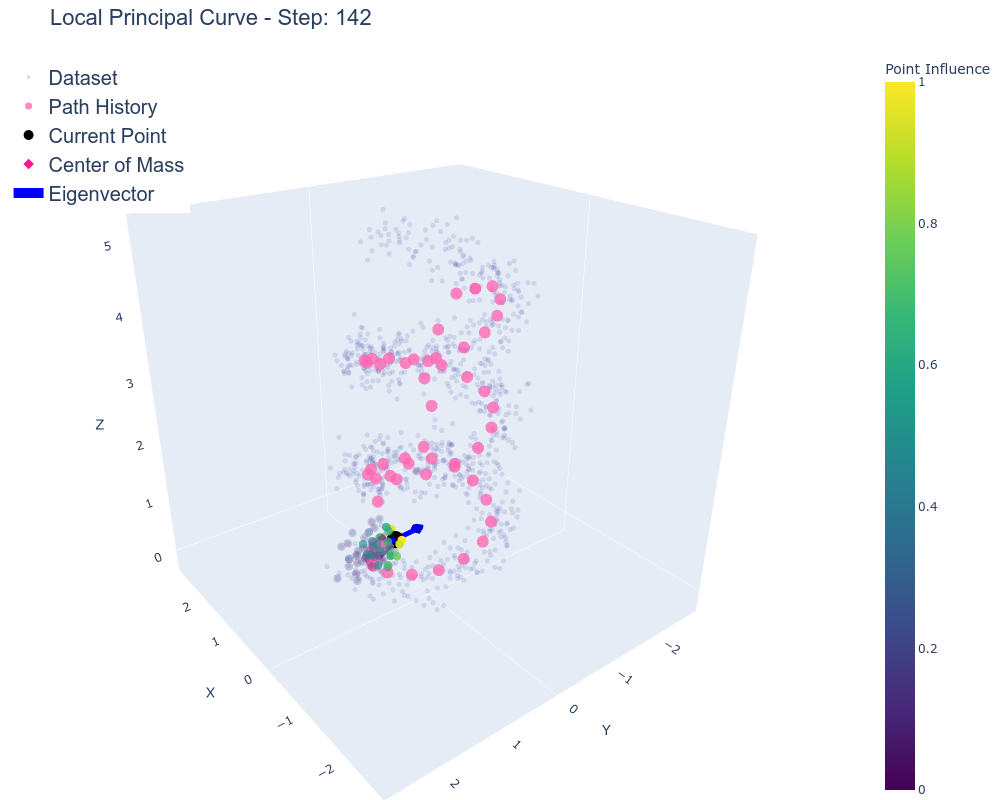 Local Principal Curve - Step: 142
Dataset
Path History
Current Point
Center of Mass
Eigenvector
Point Influence
1
0.8
0.6
0.4
0.2
0
5
4
3
2
1
0
Z
2
1
0
−1
−2
X
−2
−1
0
1
2
Y